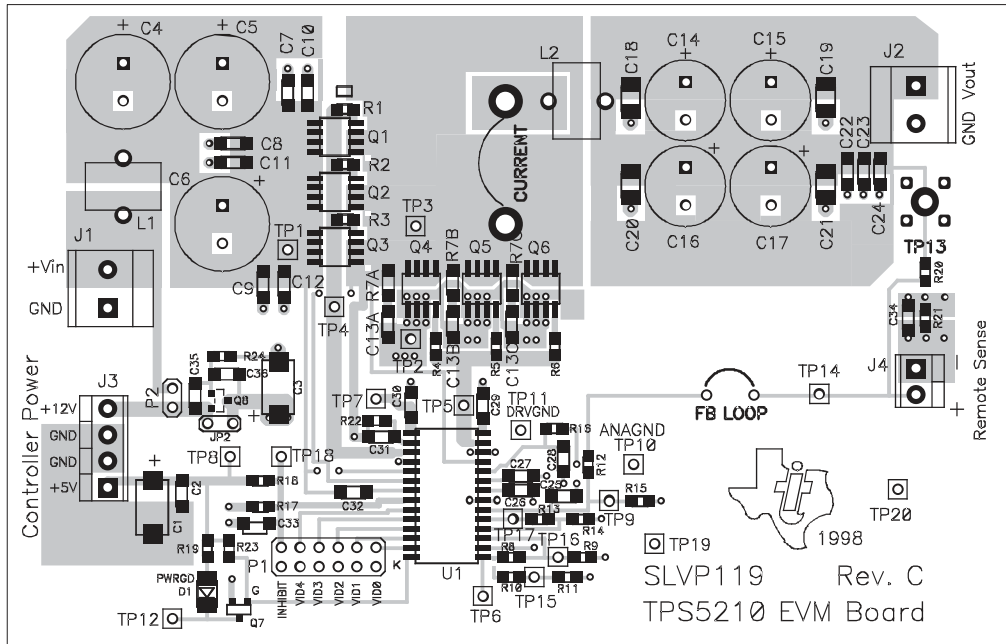 + C4
+ C5
C7
C10
L2
C18
C14
C15
C19
J2
GND Vout
R1
Q1
C8
C11
R2
Q2
R3
Q3
C6
L1
J1
+Vin
GND
CURRENT
C22
C23
C24
C20
C16
C17
C21
TP13
TP1
TP3
R7B
Q4
Q5
Q6
R7A
C9
C12
TP4
C13A
TP2
R4
C13B
R5
C13C
R6
R20
C34
R21
Remote Sense
J4
TP14
FB LOOP
Controller Power
J3
+12V
GND
GND
+5V
P2
C35
R24
C36
Q8
JP2
C3
TP7
C30
TP5
C29
TP11
DRVGND
R22
C31
C28
R12
ANAGND
TP10
TP8
TP18
C1
C2
R18
R17
C33
C32
C27
C26
C25
R13
R14
R15
TP9
TP17
TP16
TP20
TP19
R19
R23
P1
K
U1
R8
R9
R10
R11
TP15
TP6
PWRGD
D1
G
Q7
TP12
INHIBIT
VID4
VID3
VID2
VID1
VID0
1998
SLVP119 Rev. C
TPS5210 EVM Board